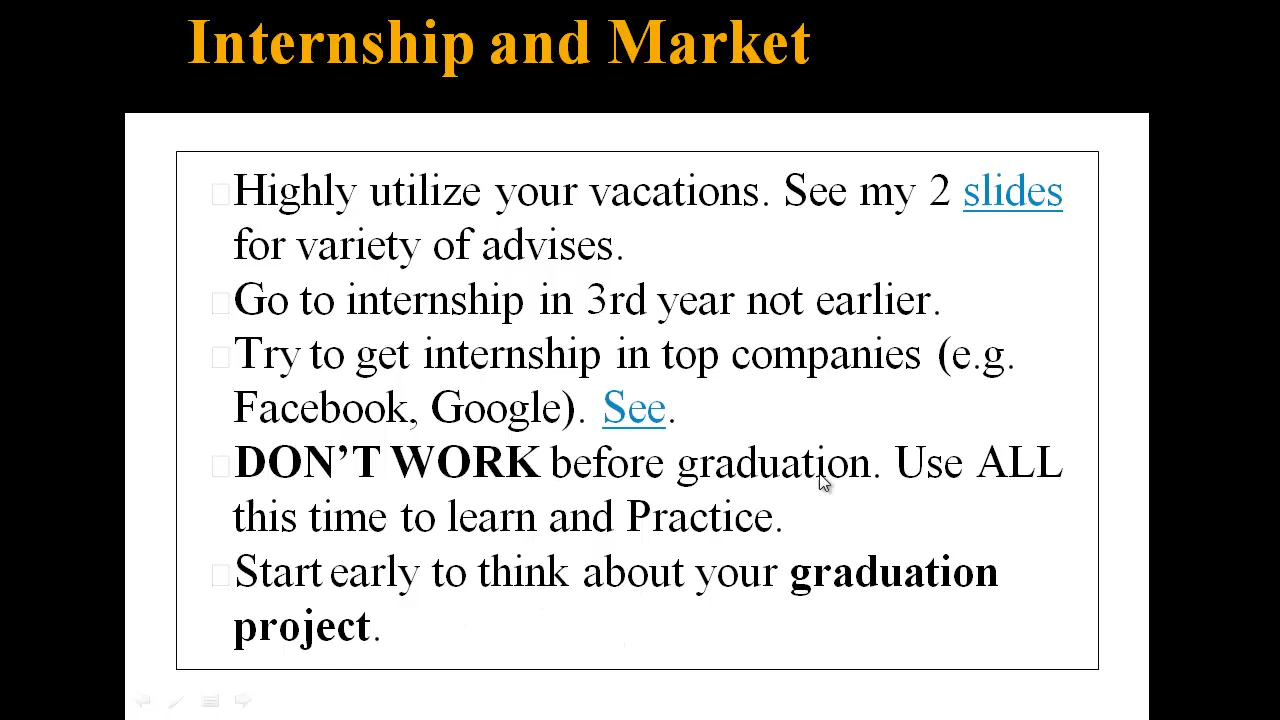 Internship and Market
Highly utilize your vacations. See my 2 slides
for variety of advises.
Go to internship in 3rd year not earlier.
Try to get internship in top companies (e.g.
Facebook, Google). See.
DON’T WORK before graduation. Use ALL
this time to learn and Practice.
Start early to think about your graduation
project.